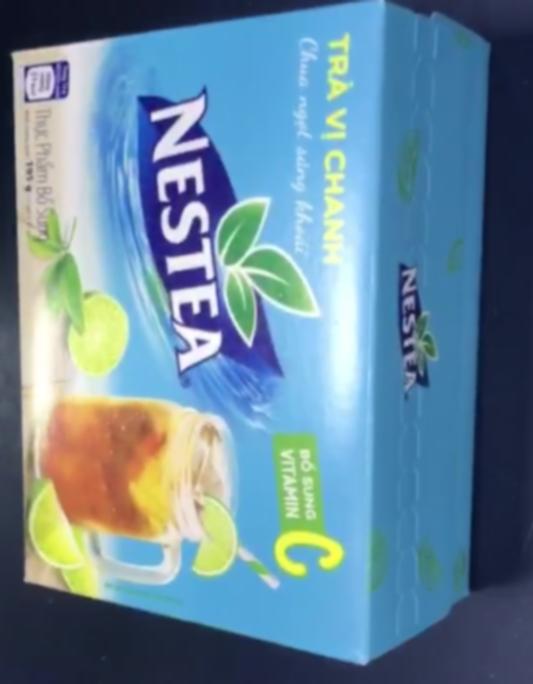 TRÀ VỊ CHANH
Chua ngọt sảng khoái
NESTEA
BỔ SUNG
VITAMIN
C
Thực Phẩm Bổ Sung
NESTEA